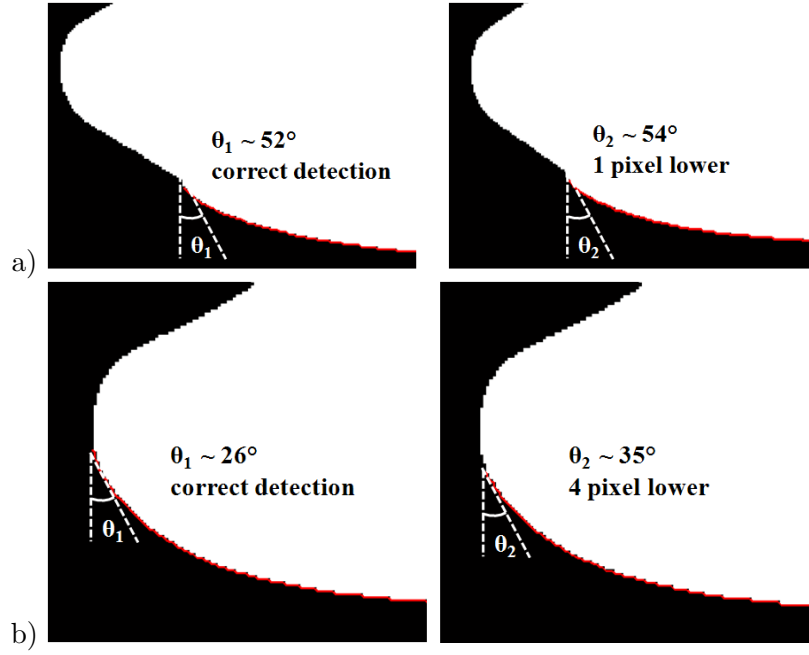 θ₁ ~ 52°
correct detection
θ₁
θ₂ ~ 54°
1 pixel lower
θ₂
a)
θ₁ ~ 26°
correct detection
θ₁
θ₂ ~ 35°
4 pixel lower
θ₂
b)